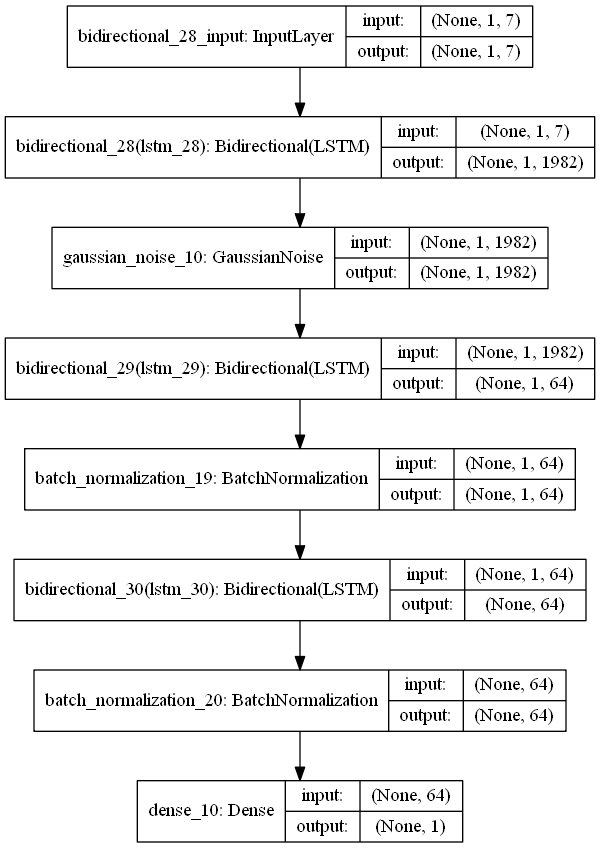 bidirectional_28_input: InputLayer input: (None, 1, 7)
output: (None, 1, 7)
bidirectional_28(lstm_28): Bidirectional(LSTM) input: (None, 1, 7)
output: (None, 1, 1982)
gaussian_noise_10: GaussianNoise input: (None, 1, 1982)
output: (None, 1, 1982)
bidirectional_29(lstm_29): Bidirectional(LSTM) input: (None, 1, 1982)
output: (None, 1, 64)
batch_normalization_19: BatchNormalization input: (None, 1, 64)
output: (None, 1, 64)
bidirectional_30(lstm_30): Bidirectional(LSTM) input: (None, 1, 64)
output: (None, 64)
batch_normalization_20: BatchNormalization input: (None, 64)
output: (None, 64)
dense_10: Dense input: (None, 64)
output: (None, 1)